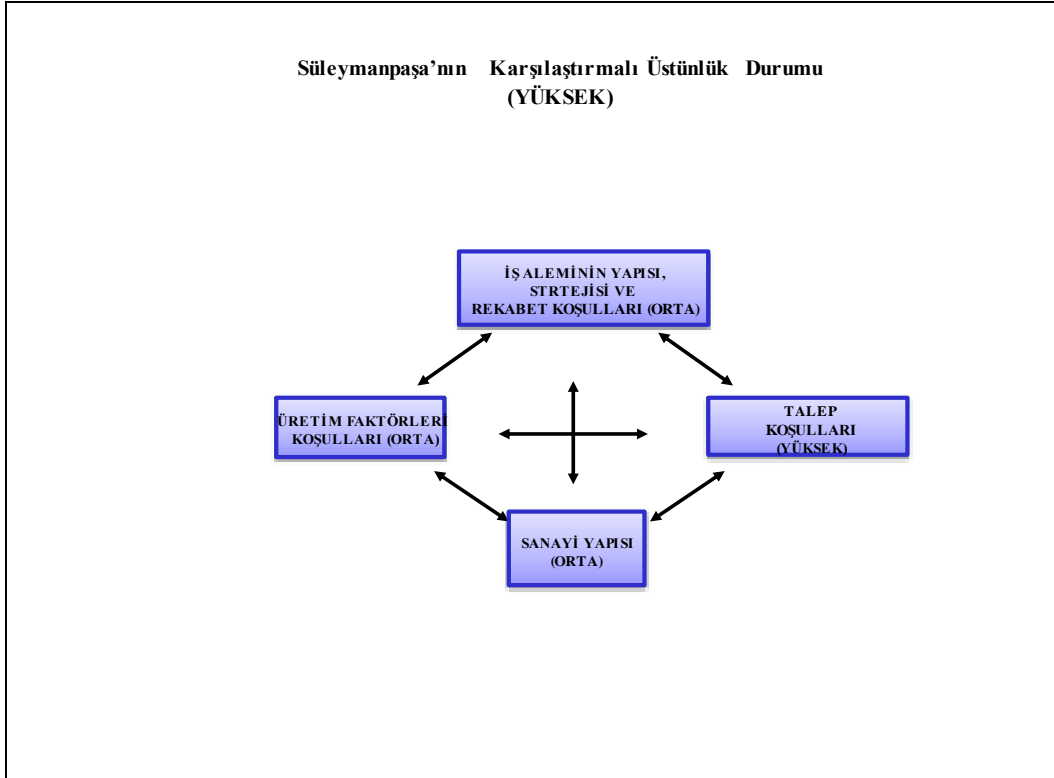 Süleymanpaşa’nın Karşılaştırmalı Üstünlük Durumu
(YÜKSEK)
İŞ ALEMİNİN YAPISI,
STRTEJİSİ VE
REKABET KOŞULLARI (ORTA)
ÜRETİM FAKTÖRLERİ
KOŞULLARI (ORTA)
TALEP
KOŞULLARI
(YÜKSEK)
SANAYİ YAPISI
(ORTA)